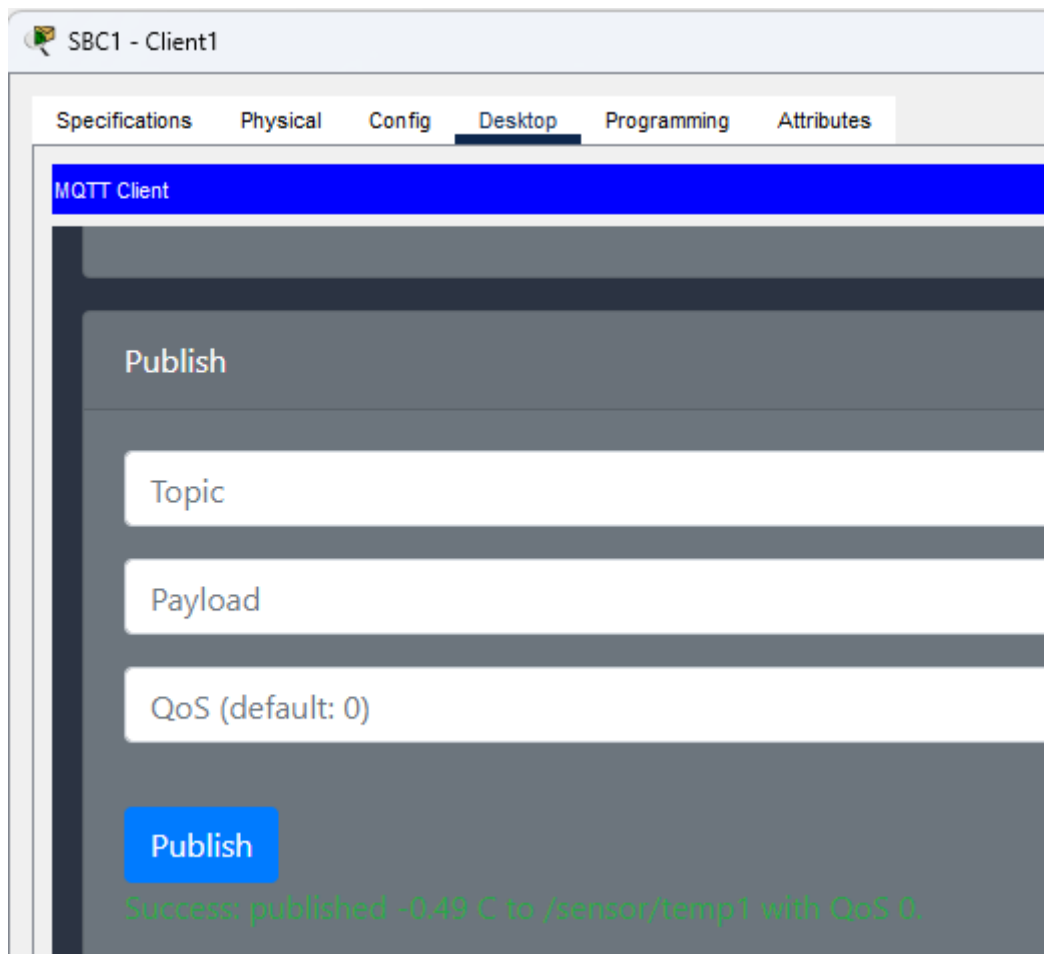 SBC1 - Client1
Specifications Physical Config Desktop Programming Attributes
MQTT Client
Publish
Topic
Payload
QoS (default: 0)
Publish
Success: published -0.49 C to /sensor/temp1 with QoS 0.